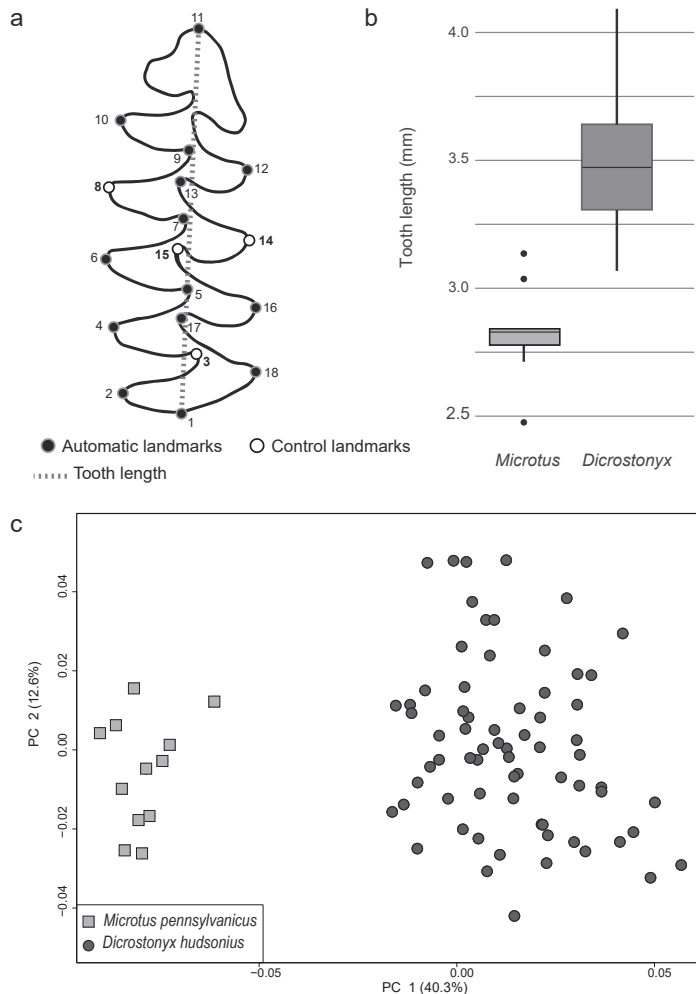 a
11
10
9
12
8
13
7
14
15
6
5
16
4
17
3
18
2
1
Automatic landmarks
Control landmarks
Tooth length
b
Tooth length (mm)
4.0
3.5
3.0
2.5
Microtus
Dicrostonyx
c
PC 2 (12.6%)
0.04
0.02
0.00
−0.02
−0.04
Microtus pennsylvanicus
Dicrostonyx hudsonius
−0.05
0.00
0.05
PC 1 (40.3%)